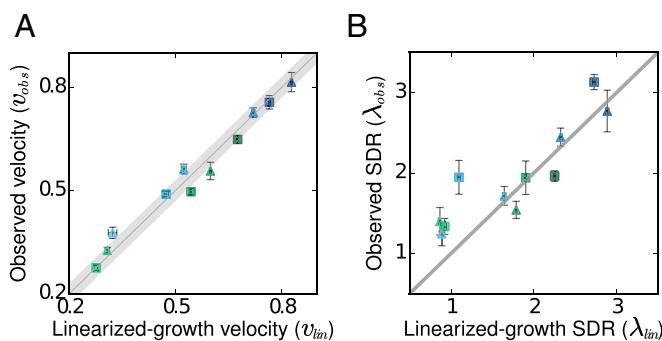 A
B
Observed velocity (v_obs)
0.8
0.5
0.2
0.2 0.5 0.8
Linearized-growth velocity (v_lin)
Observed SDR (λ_obs)
3
2
1
1 2 3
Linearized-growth SDR (λ_lin)